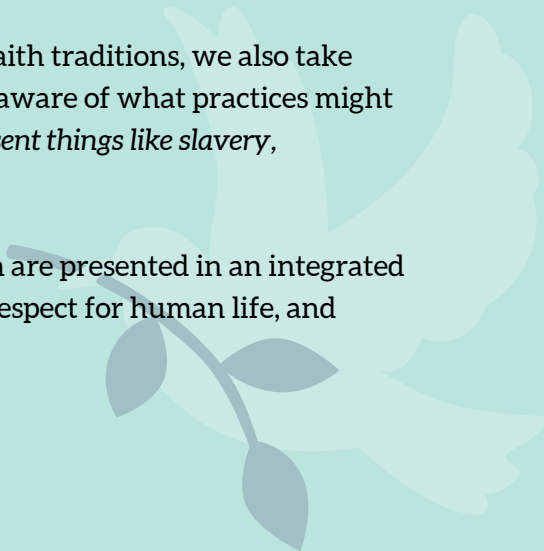 aith traditions, we also take
aware of what practices might
sent things like slavery,
are presented in an integrated
espect for human life, and